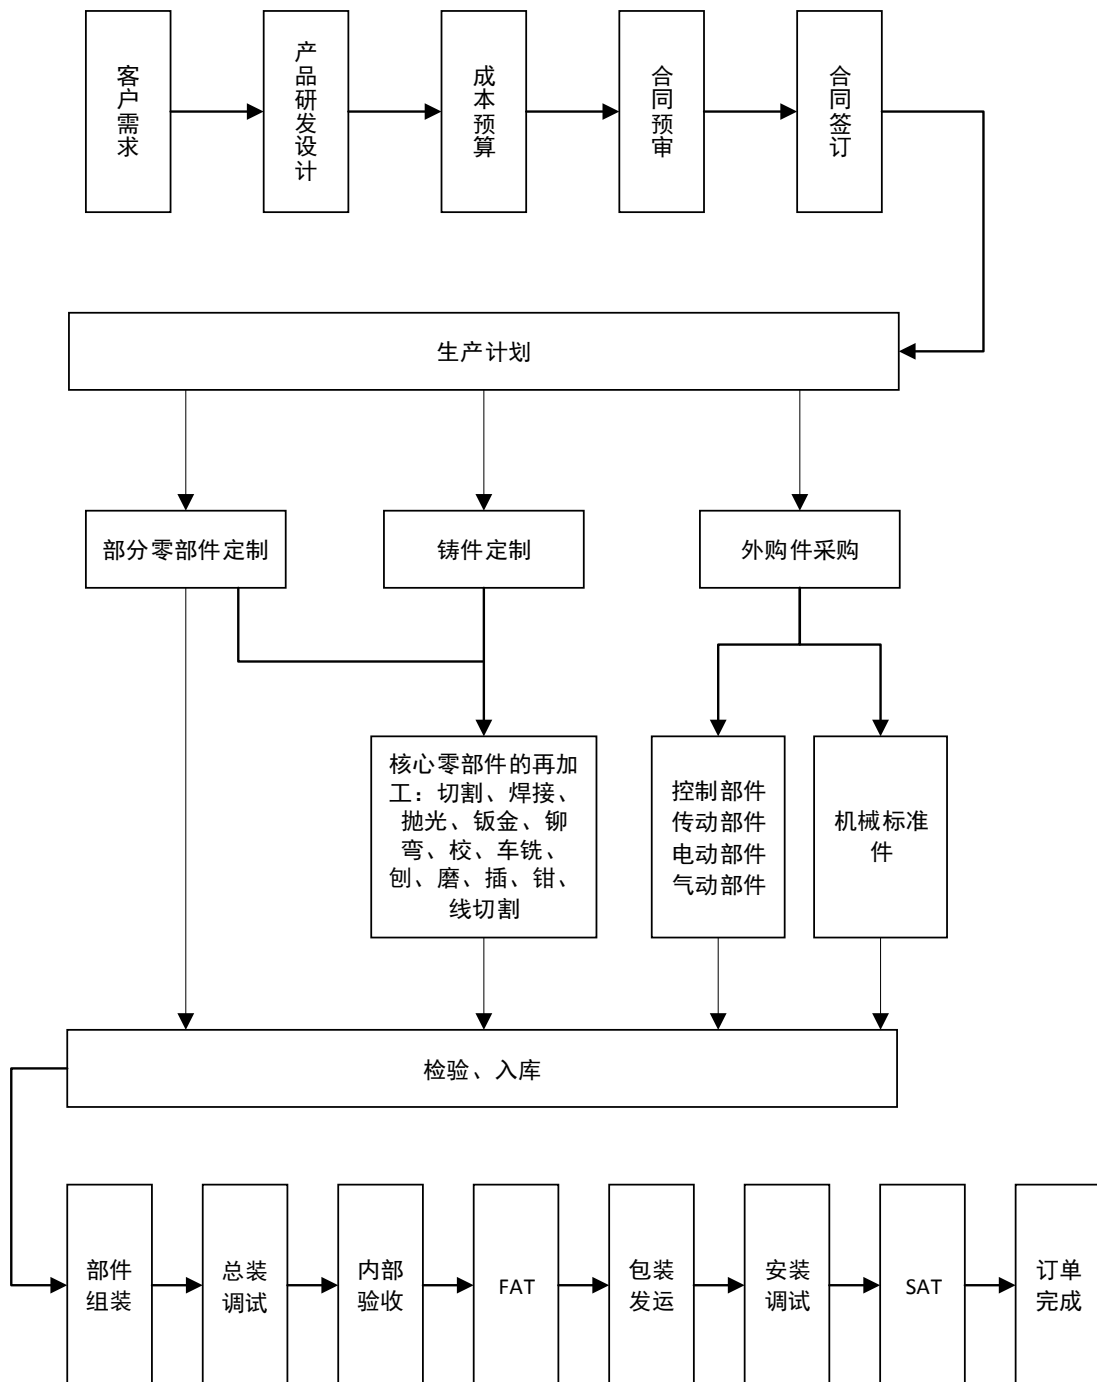 客户需求
产品研发设计
成本预算
合同预审
合同签订
生产计划
部分零部件定制
铸件定制
外购件采购
核心零部件的再加
工：切割、焊接、
抛光、钣金、铆
弯、校、车铣、
刨、磨、插、钳、
线切割
控制部件
传动部件
电动部件
气动部件
机械标准
件
检验、入库
部件
组装
总装
调试
内部
验收
FAT
包装
发运
安装
调试
SAT
订单
完成